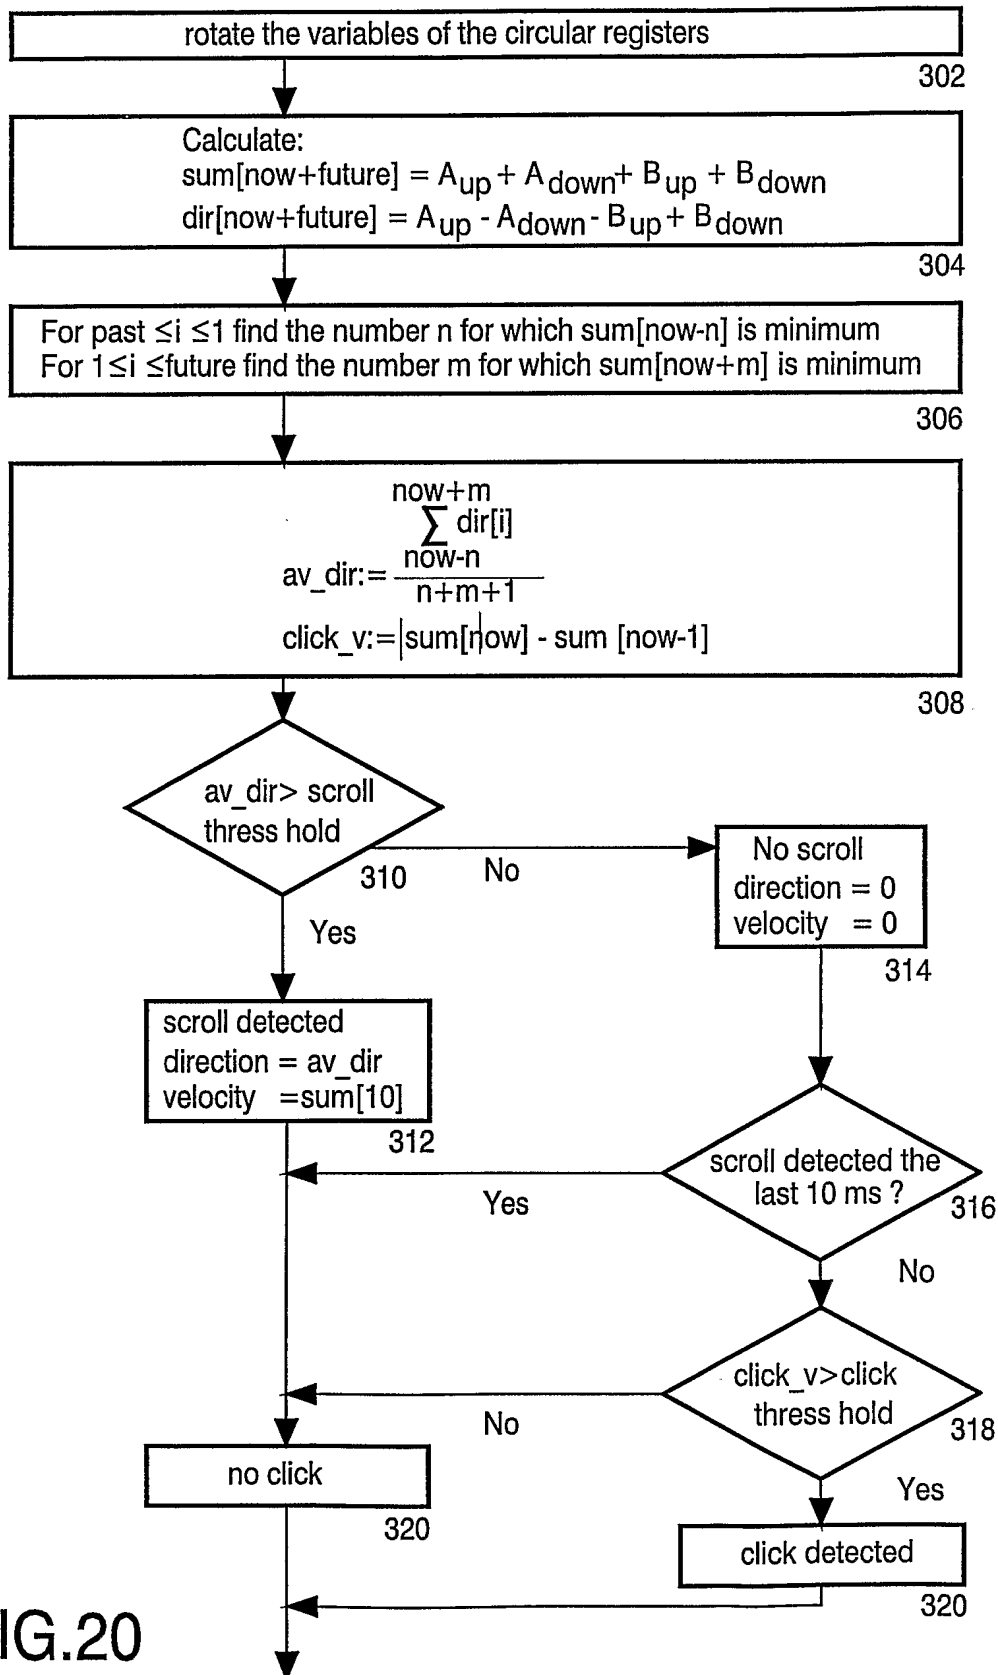 rotate the variables of the circular registers
302
Calculate:
sum[now+future] = Aup + Adown+ Bup + Bdown
dir[now+future] = Aup - Adown - Bup + Bdown
304
For past ≤i ≤1 find the number n for which sum[now-n] is minimum
For 1≤i ≤future find the number m for which sum[now+m] is minimum
306
now+m
∑ dir[i]
now-n
av_dir:=
n+m+1
click_v:=|sum[now] - sum [now-1]
308
av_dir> scroll
thress hold
310
No
Yes
No scroll
direction = 0
velocity = 0
314
scroll detected
direction = av_dir
velocity =sum[10]
312
scroll detected the
last 10 ms ?
316
Yes
No
click_v>click
thress hold
318
No
Yes
no click
320
click detected
320
IG.20